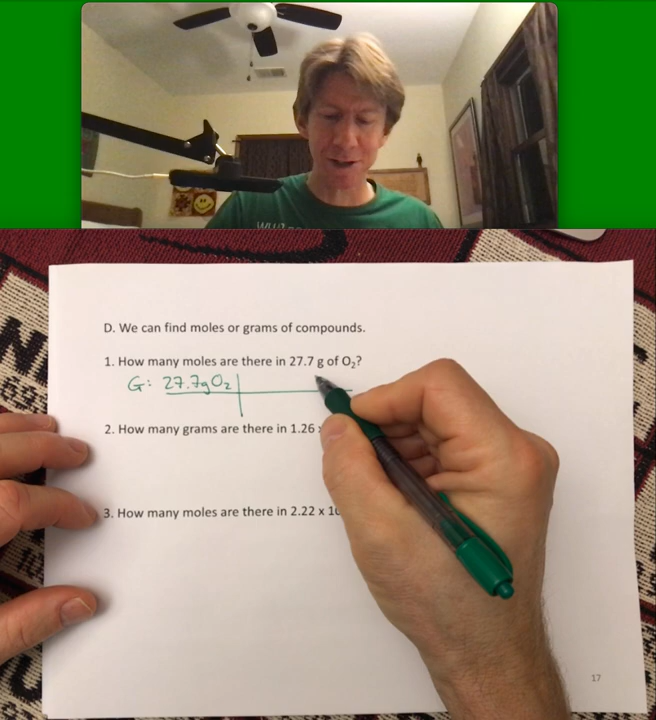 D. We can find moles or grams of compounds.
1. How many moles are there in 27.7 g of O₂?
G: 27.7g O₂
2. How many grams are there in 1.26
3. How many moles are there in 2.22 x
17